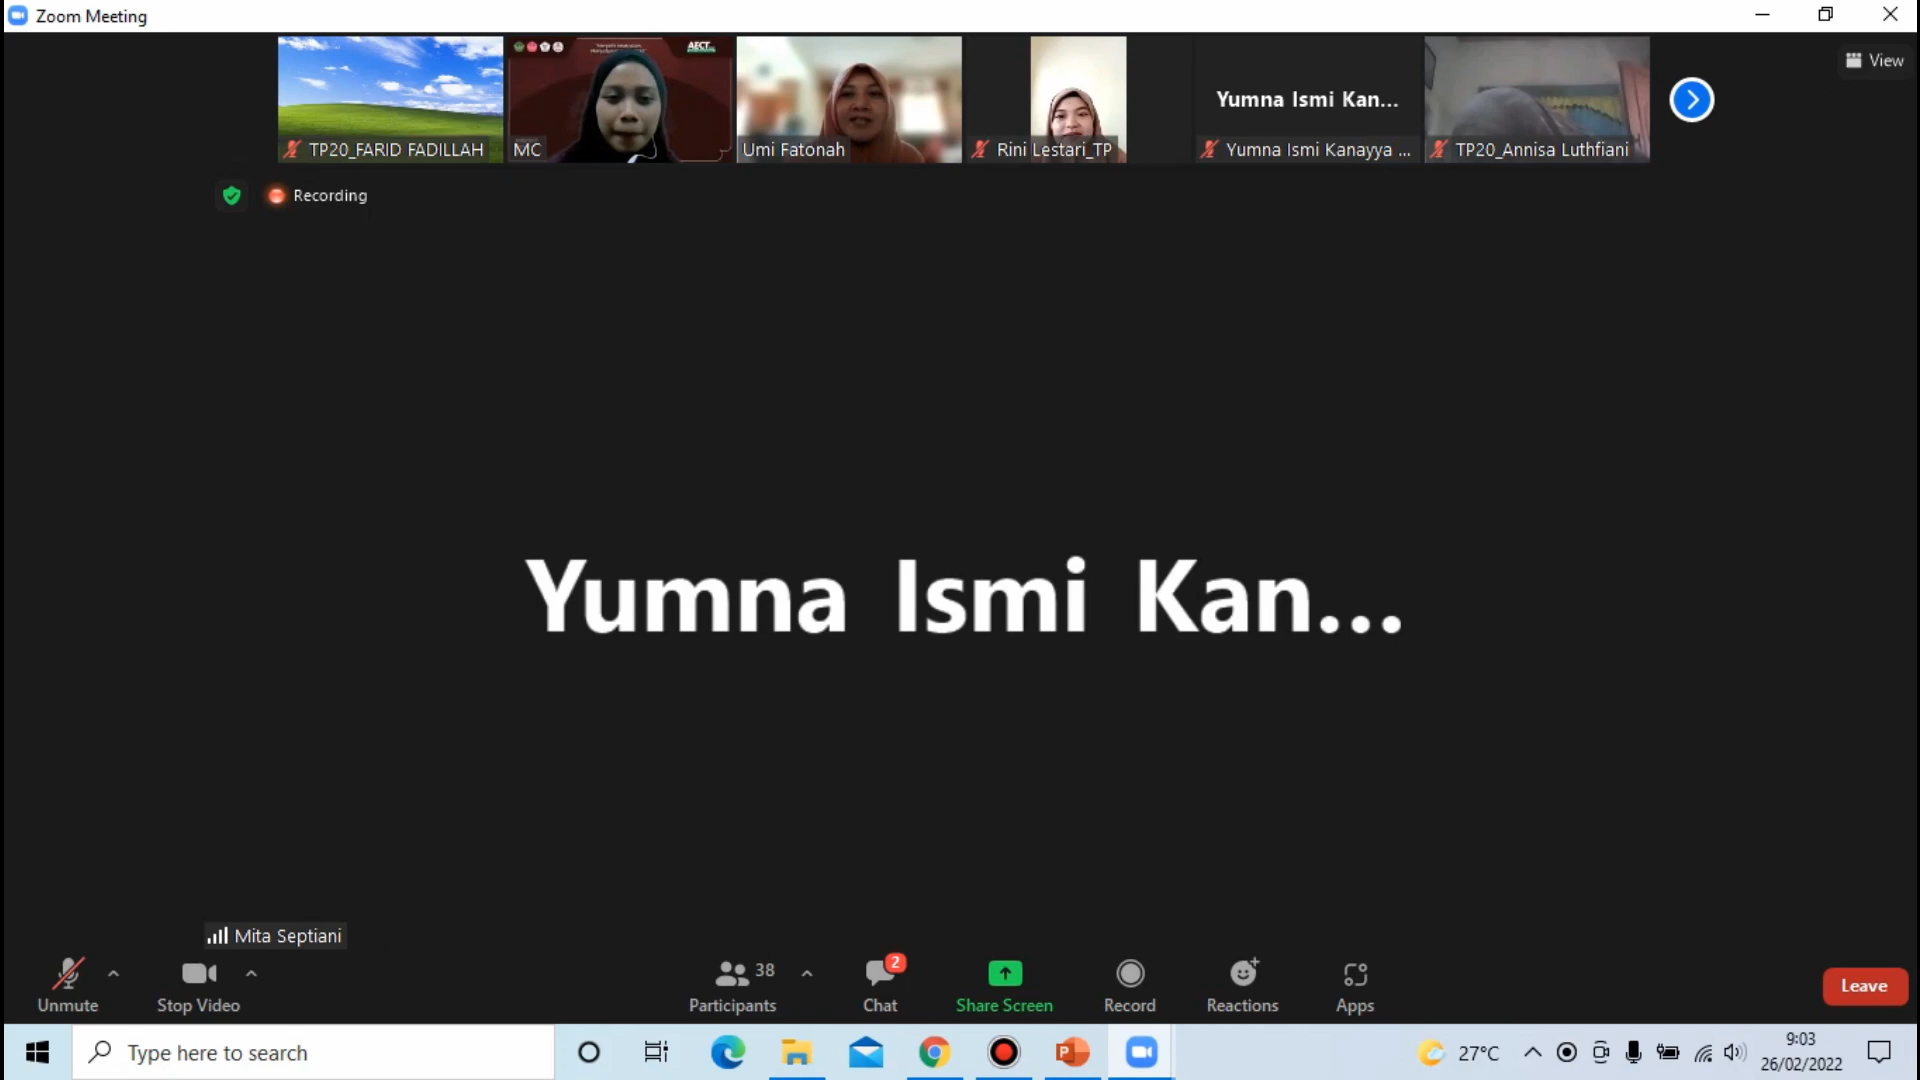 Zoom Meeting
AECT
Yumna Ismi Kan...
View
TP20_FARID FADILLAH
MC
Umi Fatonah
Rini Lestari_TP
Yumna Ismi Kanayya ...
TP20_Annisa Luthfiani
Recording
Yumna Ismi Kan...
Mita Septiani
38
2
Unmute
Stop Video
Participants
Chat
Share Screen
Record
Reactions
Apps
Leave
Type here to search
27°C
9:03
26/02/2022